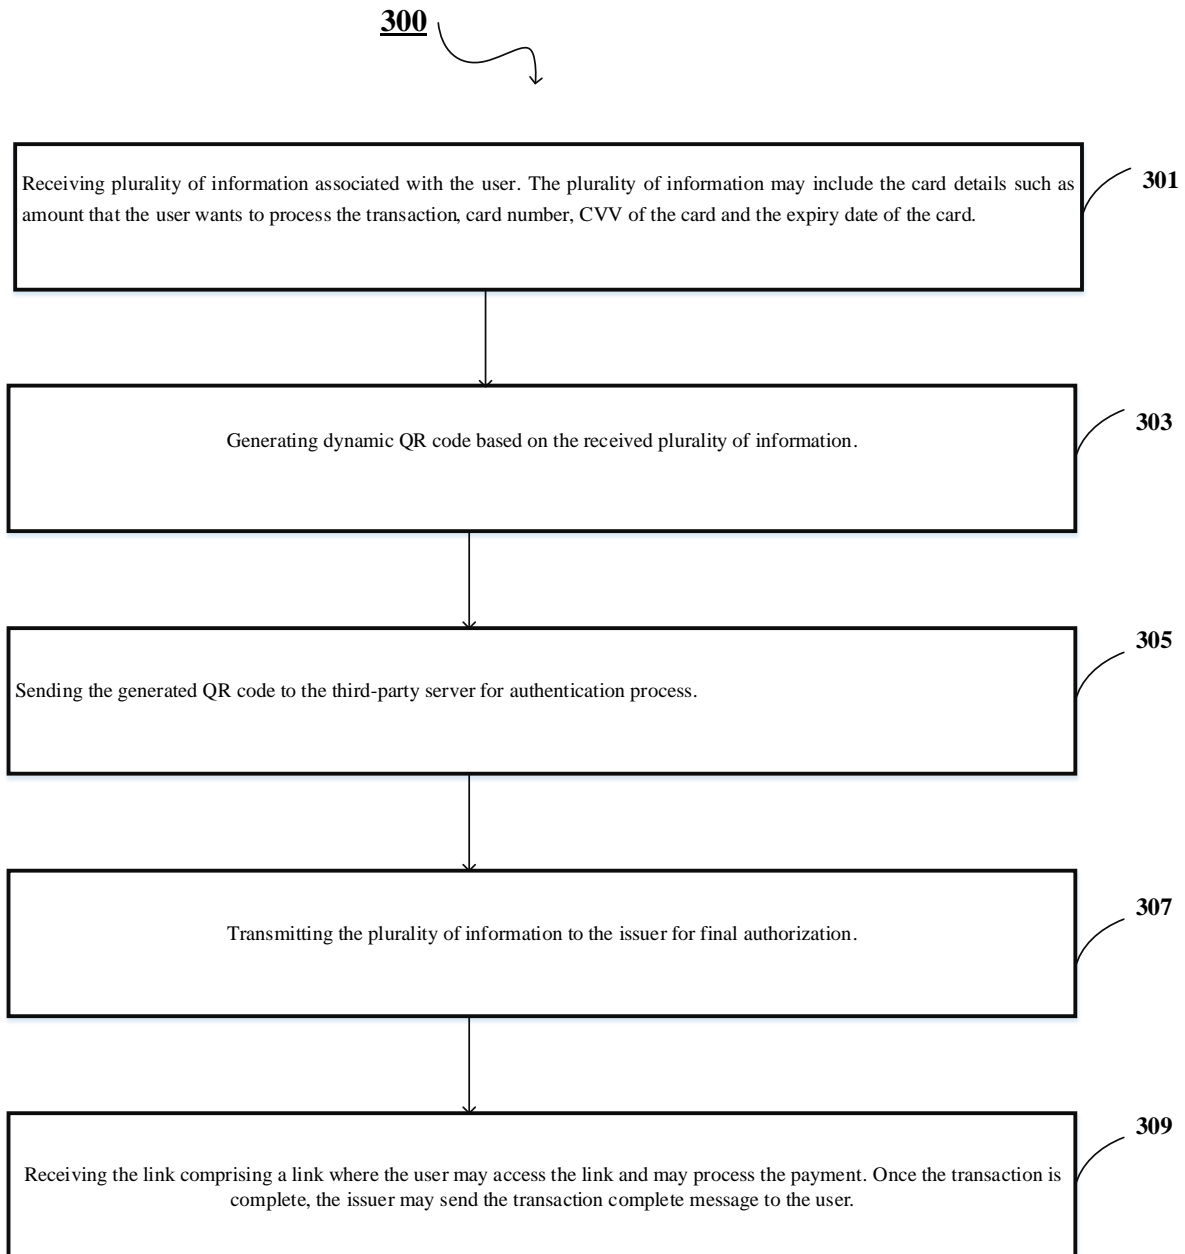 300
Receiving plurality of information associated with the user. The plurality of information may include the card details such as
amount that the user wants to process the transaction, card number, CVV of the card and the expiry date of the card.
301
Generating dynamic QR code based on the received plurality of information.
303
Sending the generated QR code to the third-party server for authentication process.
305
Transmitting the plurality of information to the issuer for final authorization.
307
Receiving the link comprising a link where the user may access the link and may process the payment. Once the transaction is
complete, the issuer may send the transaction complete message to the user.
309